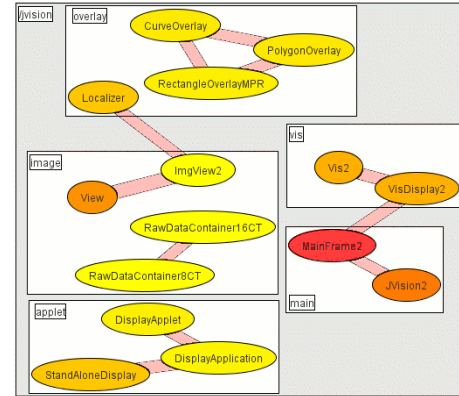 /jvision
overlay
CurveOverlay
PolygonOverlay
RectangleOverlayMPR
Localizer
image
ImgView2
View
RawDataContainer16CT
RawDataContainer8CT
vis
Vis2
VisDisplay2
MainFrame2
JVision2
main
applet
DisplayApplet
DisplayApplication
StandAloneDisplay